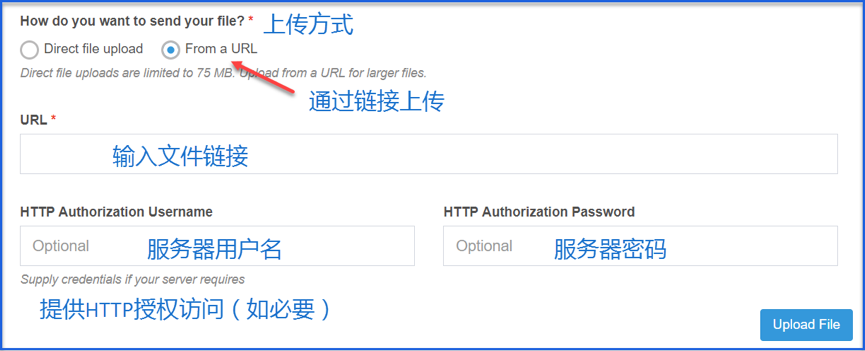 How do you want to send your file? * 上传方式
Direct file upload From a URL
Direct file uploads are limited to 75 MB. Upload from a URL for larger files.
通过链接上传
URL *
输入文件链接
HTTP Authorization Username HTTP Authorization Password
Optional 服务器用户名 Optional 服务器密码
Supply credentials if your server requires
提供HTTP授权访问（如必要）
Upload File